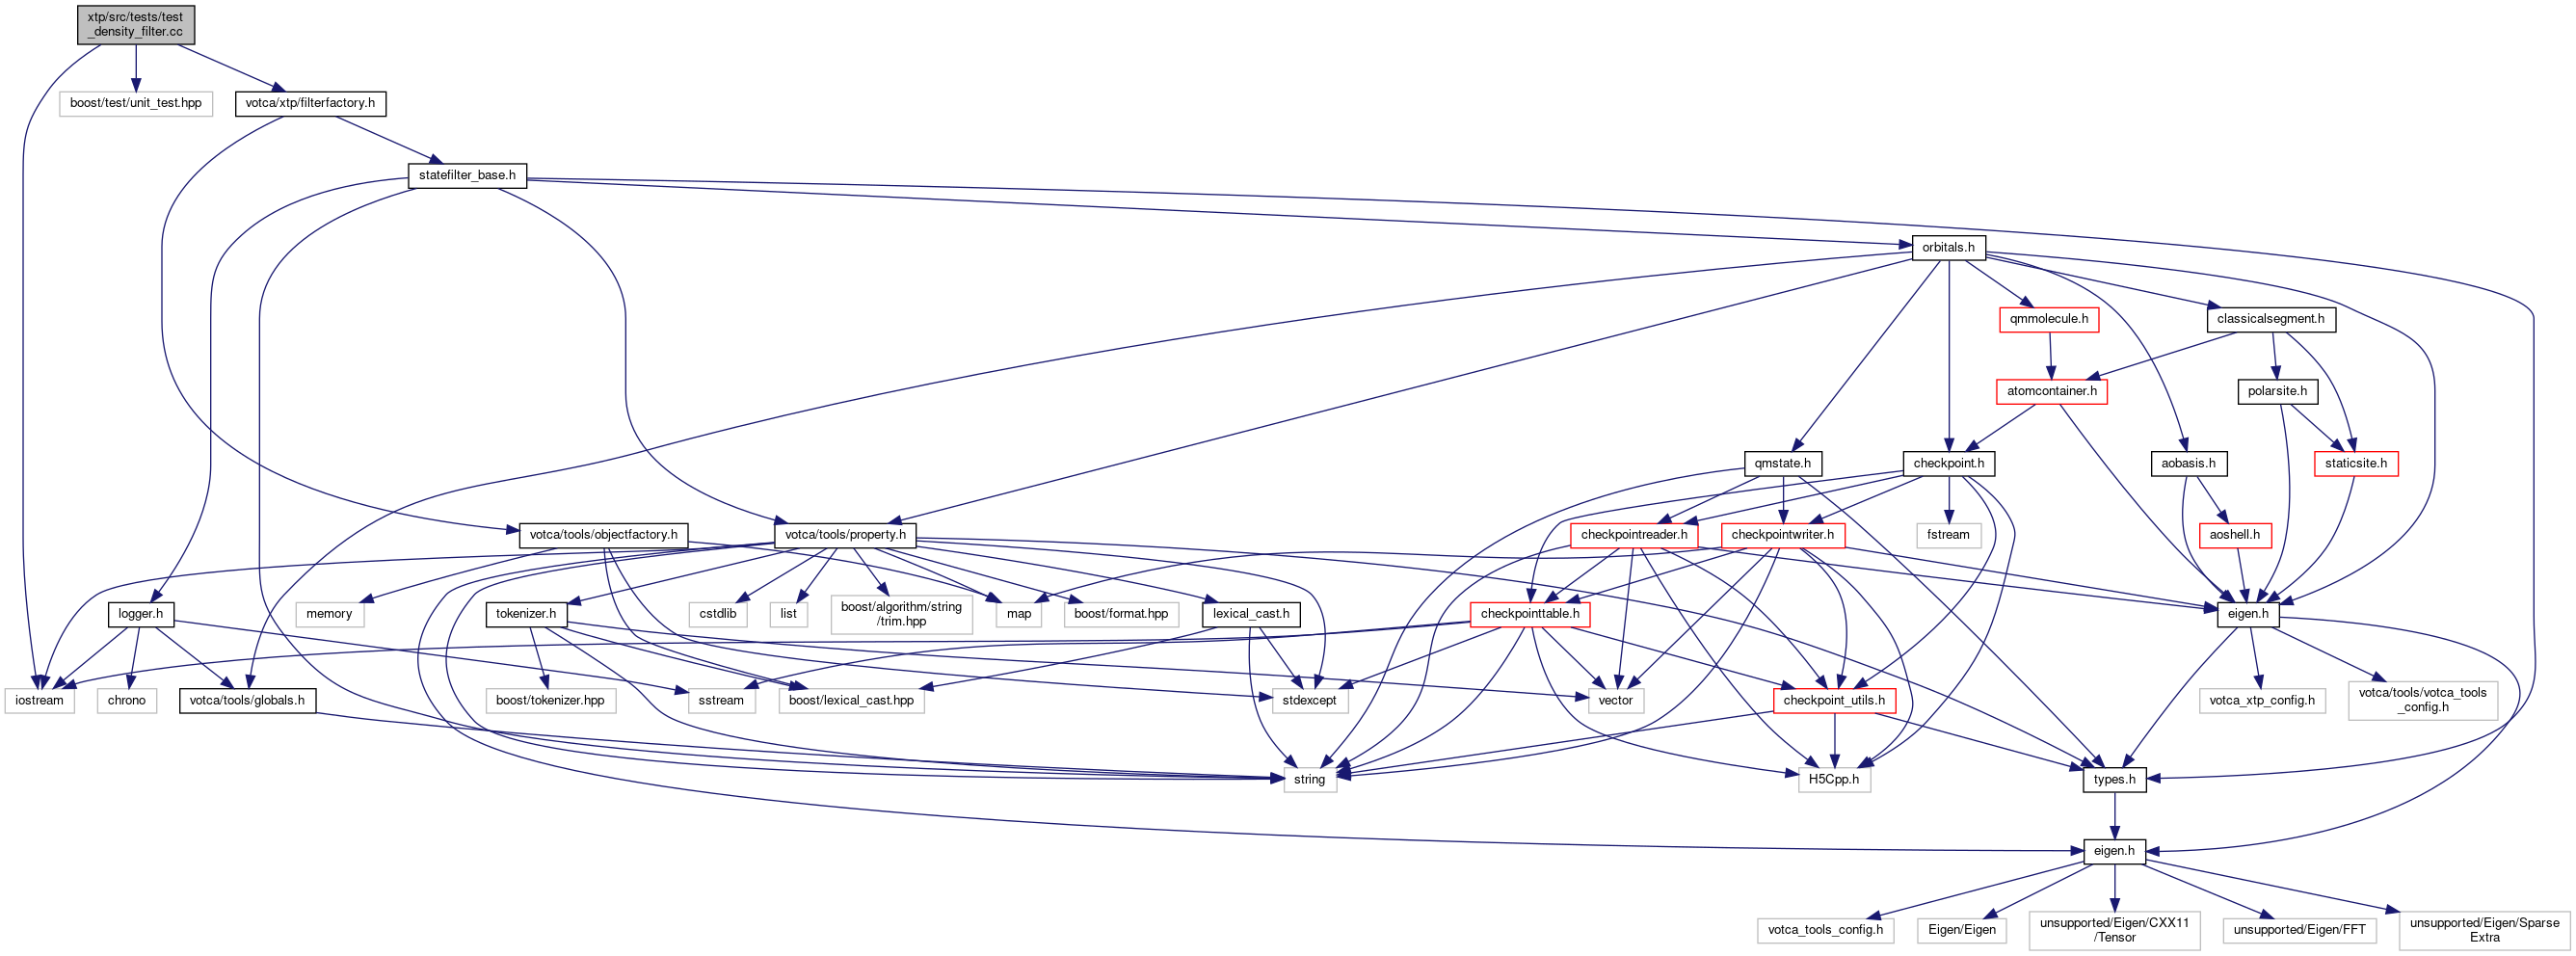 xtp/src/tests/test
_density_filter.cc
boost/test/unit_test.hpp
votca/xtp/filterfactory.h
statefilter_base.h
orbitals.h
qmmolecule.h
classicalsegment.h
atomcontainer.h
polarsite.h
qmstate.h
checkpoint.h
aobasis.h
staticsite.h
votca/tools/objectfactory.h
votca/tools/property.h
checkpointreader.h
checkpointwriter.h
fstream
aoshell.h
logger.h
memory
tokenizer.h
cstdlib
list
boost/algorithm/string
/trim.hpp
map
boost/format.hpp
lexical_cast.h
checkpointtable.h
eigen.h
iostream
chrono
votca/tools/globals.h
boost/tokenizer.hpp
sstream
boost/lexical_cast.hpp
stdexcept
vector
checkpoint_utils.h
votca_xtp_config.h
votca/tools/votca_tools
_config.h
string
H5Cpp.h
types.h
eigen.h
votca_tools_config.h
Eigen/Eigen
unsupported/Eigen/CXX11
/Tensor
unsupported/Eigen/FFT
unsupported/Eigen/Sparse
Extra